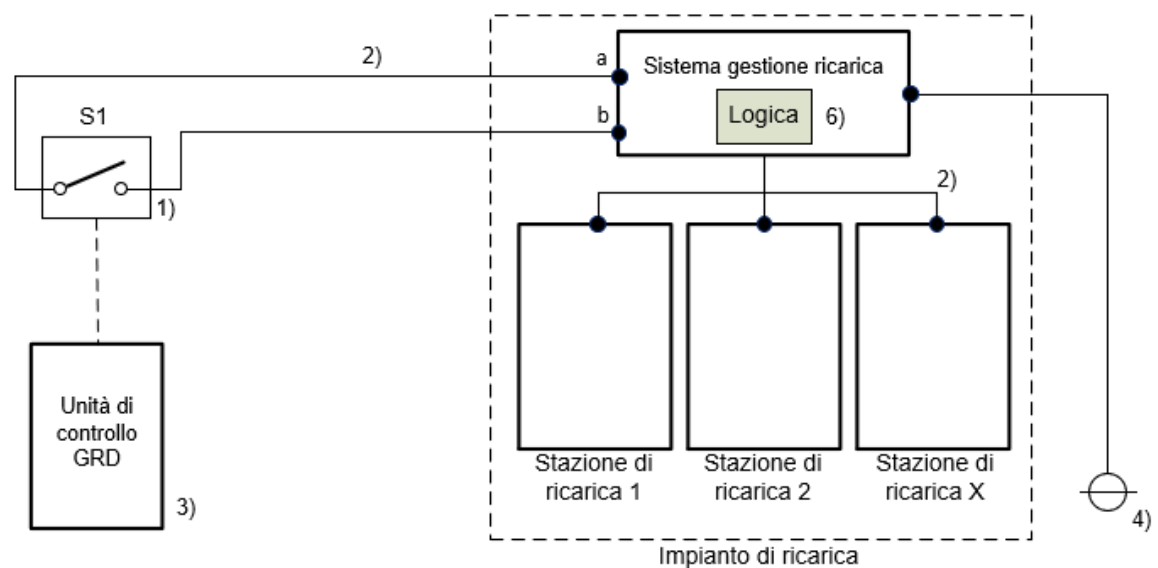 2)
a
Sistema gestione ricarica
S1
b
Logica
6)
1)
2)
Unità di
controllo
GRD
3)
Stazione di
ricarica 1
Stazione di
ricarica 2
Stazione di
ricarica X
4)
Impianto di ricarica